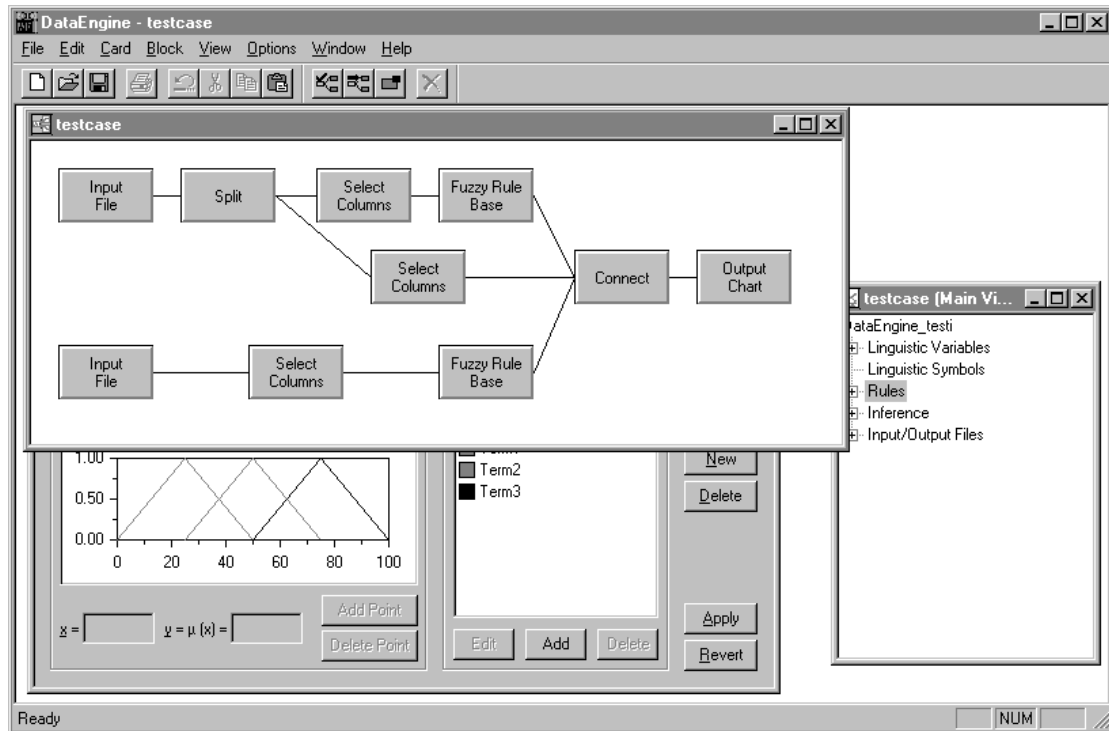 DataEngine - testcase
File Edit Card Block View Options Window Help
testcase
Input
File
Split
Select
Columns
Fuzzy Rule
Base
Select
Columns
Connect
Output
Chart
Input
File
Select
Columns
Fuzzy Rule
Base
testcase (Main Vi...
ataEngine_testi
Linguistic Variables
Linguistic Symbols
Rules
Inference
Input/Output Files
1.00
0.50
0.00
0 20 40 60 80 100
x = y = μ (x) =
Add Point
Delete Point
Term2
Term3
Edit Add Delete
New
Delete
Apply
Revert
Ready NUM